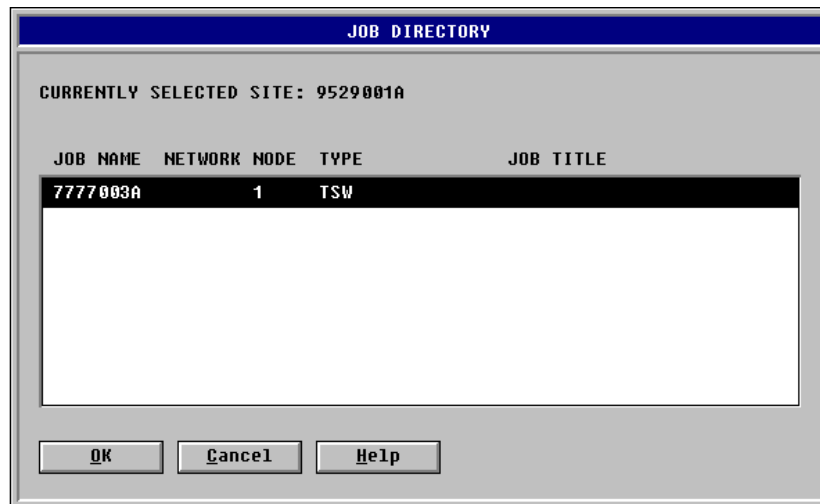 JOB DIRECTORY
CURRENTLY SELECTED SITE: 9529001A
JOB NAME NETWORK NODE TYPE JOB TITLE
7777003A 1 TSW
OK Cancel Help